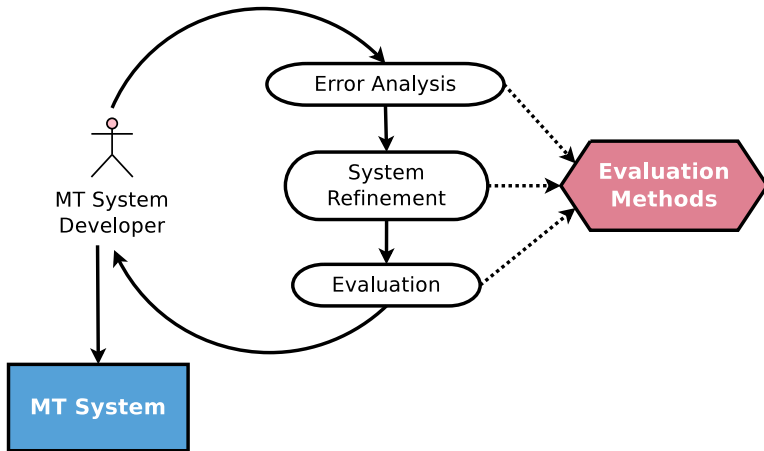 Error Analysis
System
Refinement
Evaluation
Methods
MT System
Developer
Evaluation
MT System